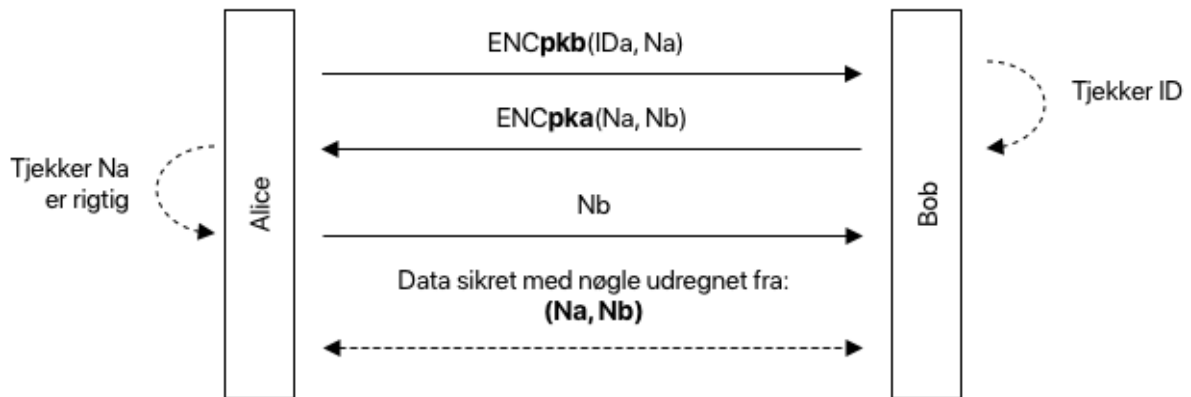 ENCpkb(IDa, Na)
Tjekker ID
ENCpka(Na, Nb)
Tjekker Na
er rigtig
Alice
Nb
Bob
Data sikret med nøgle udregnet fra:
(Na, Nb)